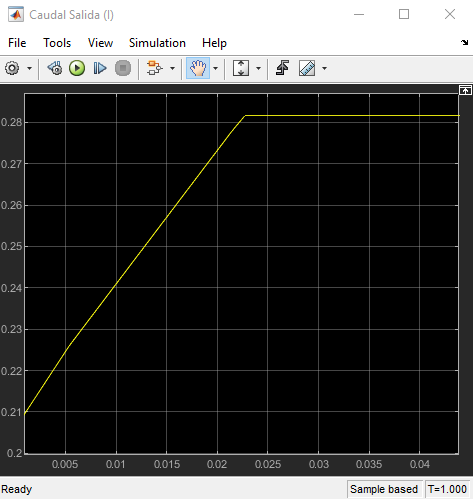 Caudal Salida (l)
File Tools View Simulation Help
0.28
0.27
0.26
0.25
0.24
0.23
0.22
0.21
0.2
0.005 0.01 0.015 0.02 0.025 0.03 0.035 0.04
Ready Sample based T=1.000